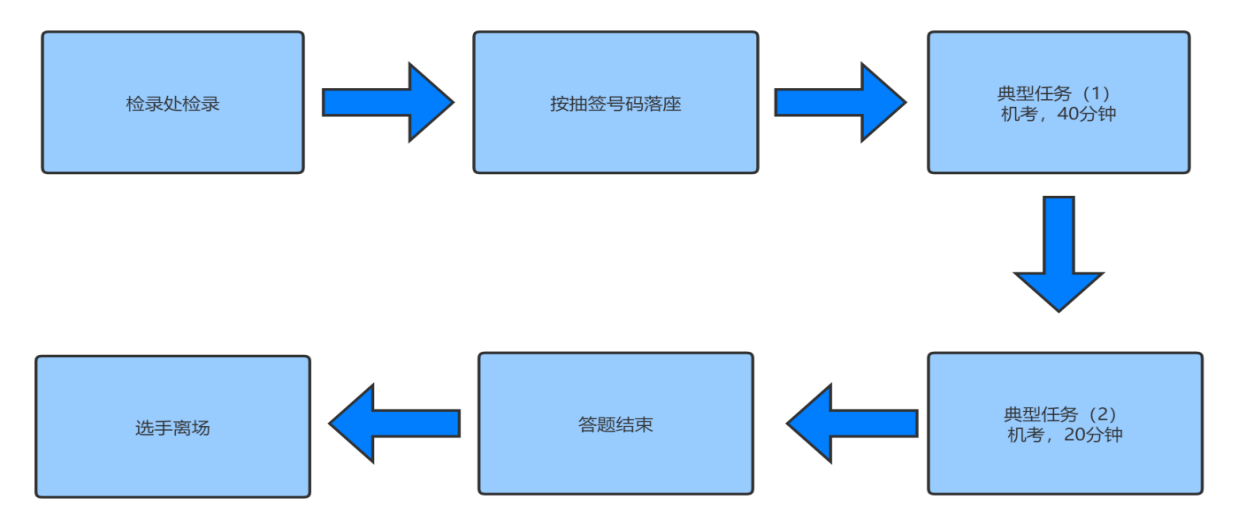 检录处检录
按抽签号码落座
典型任务（1）
机考，40分钟
典型任务（2）
机考，20分钟
答题结束
选手离场